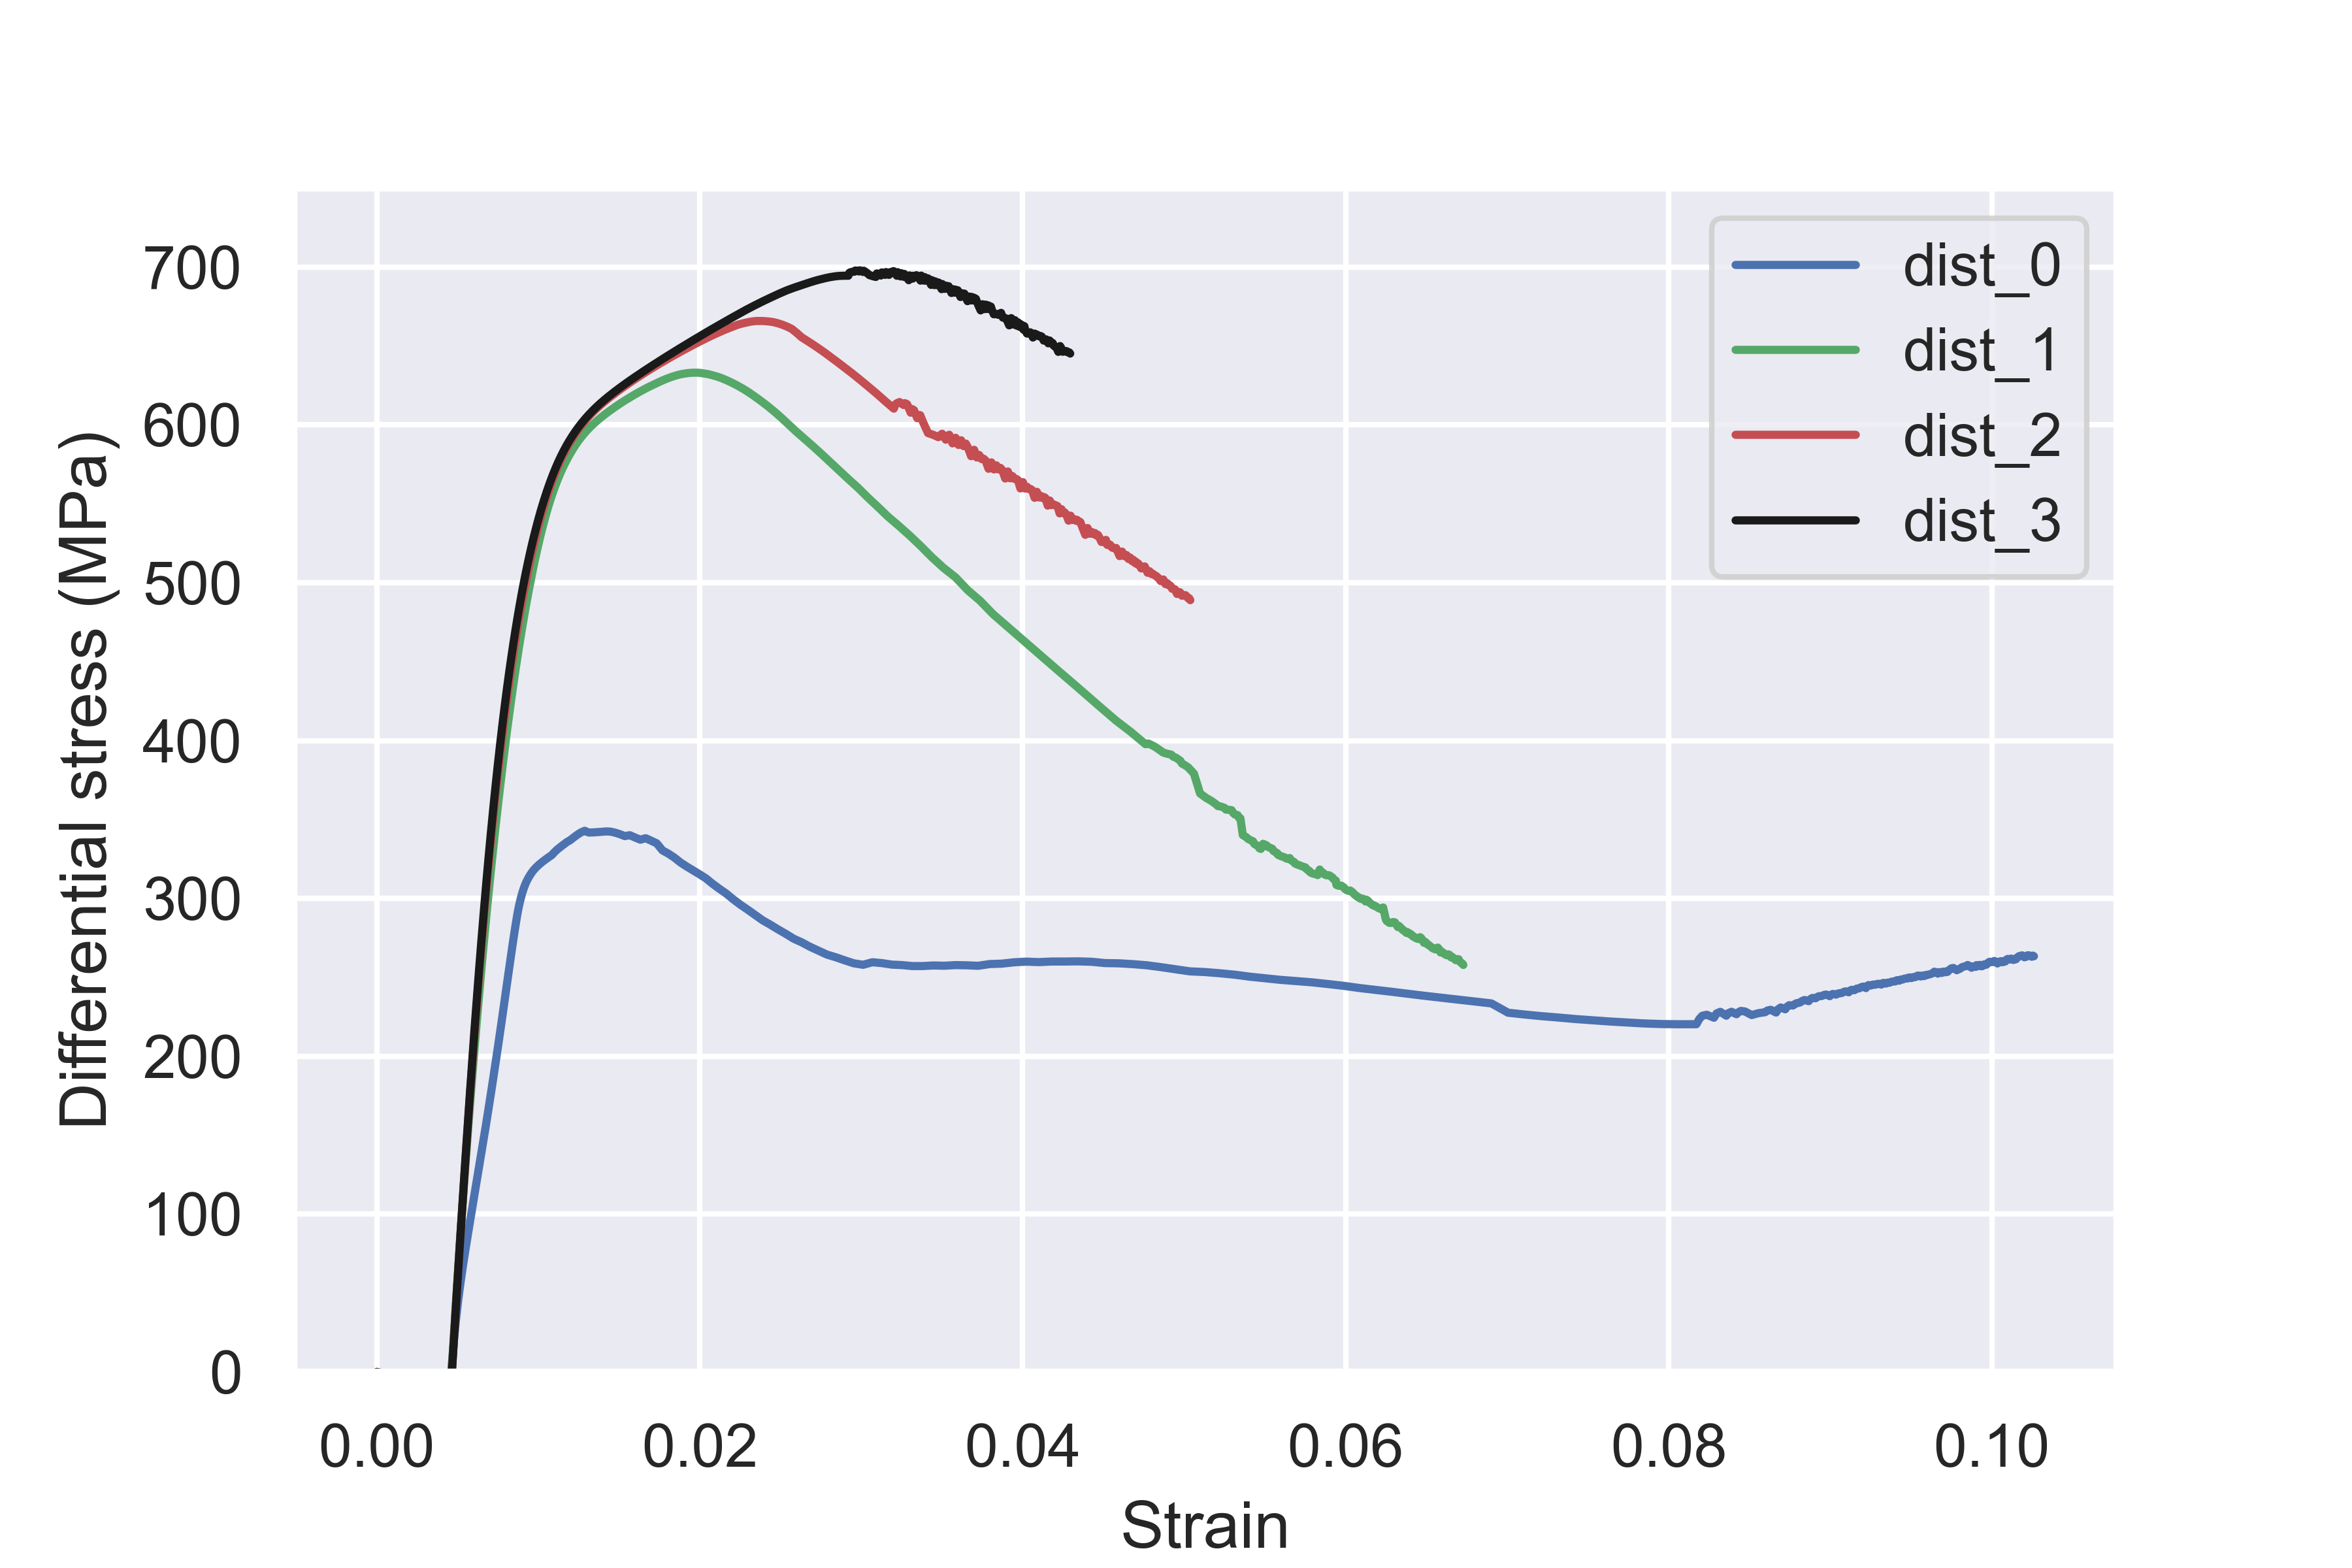 Differential stress (MPa)
700
600
500
400
300
200
100
0
0.00 0.02 0.04 0.06 0.08 0.10
Strain
dist_0
dist_1
dist_2
dist_3